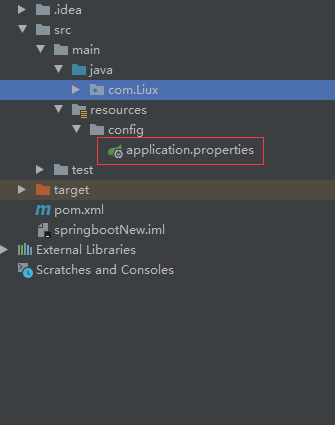 .idea
src
main
java
com.Liux
resources
config
application.properties
test
target
pom.xml
springbootNew.iml
External Libraries
Scratches and Consoles